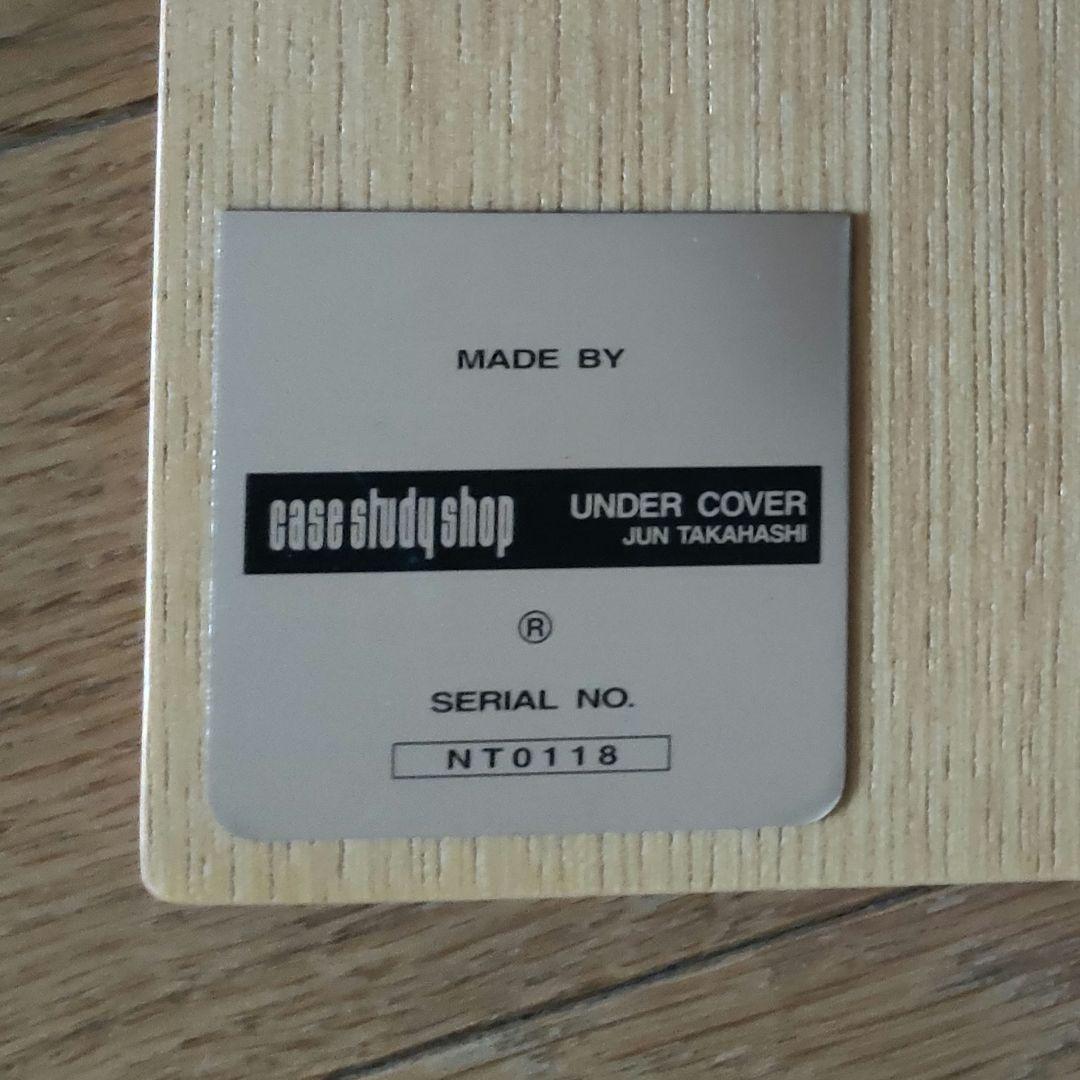 MADE BY
case study shop
UNDER COVER
JUN TAKAHASHI
®
SERIAL NO.
NT0118